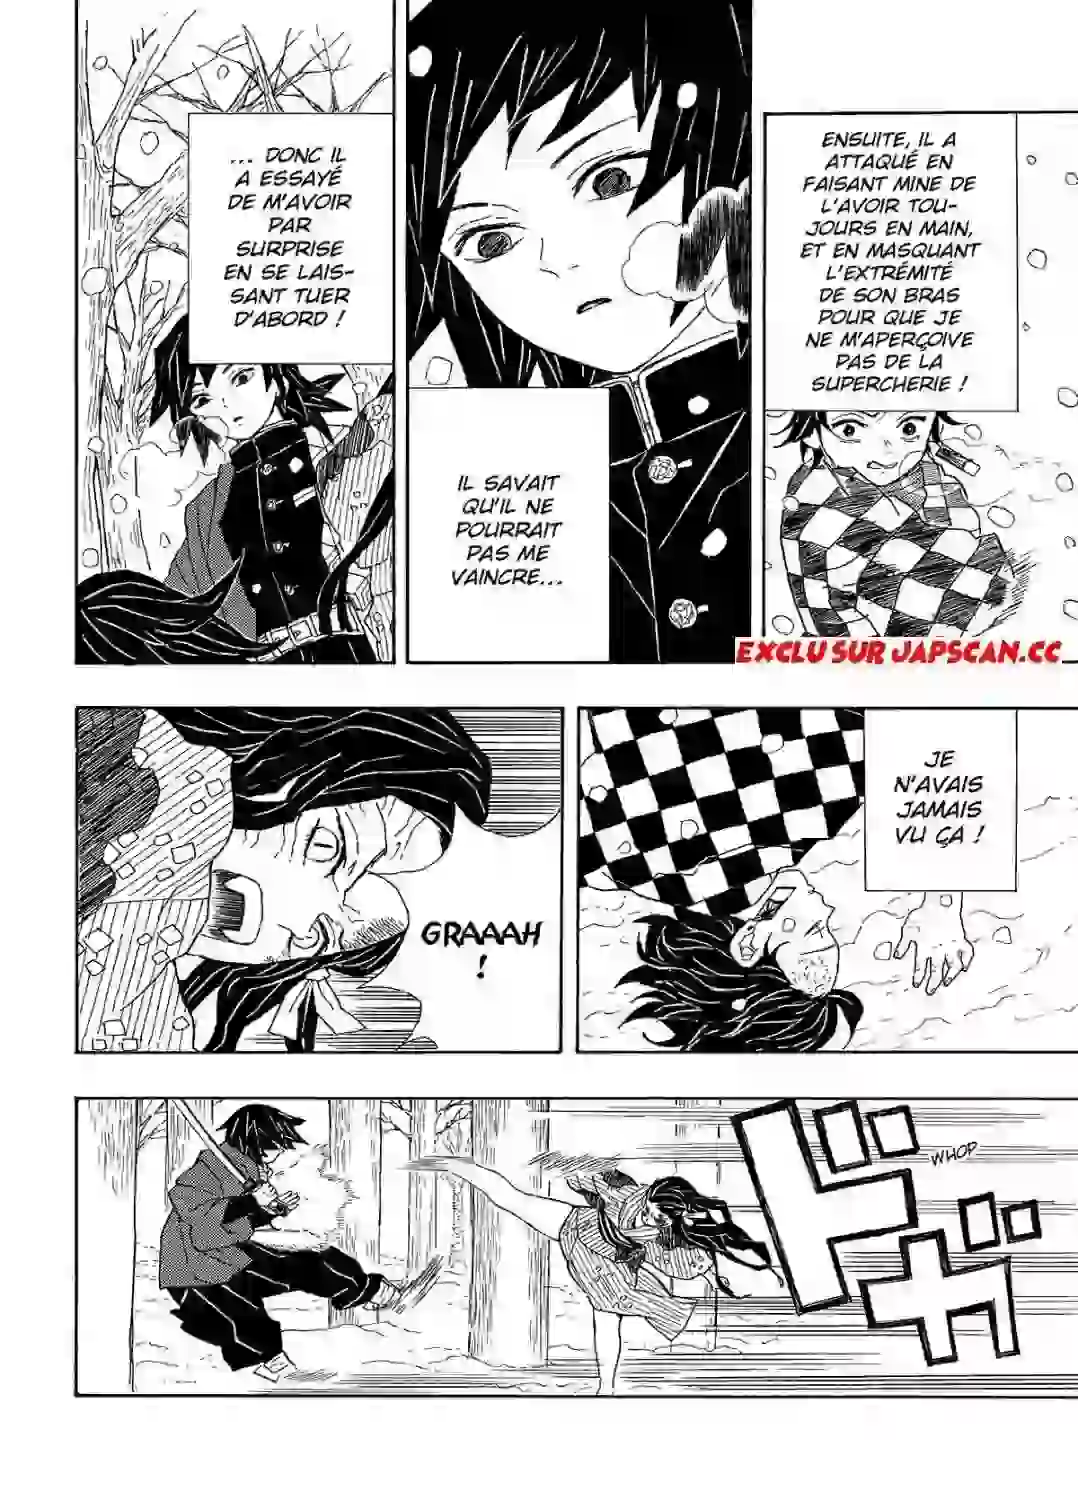 ENSUITE, IL A
ATTAQUÉ EN
FAISANT MINE DE
L'AVOIR TOU-
JOURS EN MAIN,
ET EN MASQUANT
L'EXTRÉMITÉ
DE SON BRAS
POUR QUE JE
NE M'APERÇOIVE
PAS DE LA
SUPERCHERIE !
IL SAVAIT
QU'IL NE
POURRAIT
PAS ME
VAINCRE...
... DONC IL
A ESSAYÉ
DE M'AVOIR
PAR
SURPRISE
EN SE LAIS-
SANT TUER
D'ABORD !
EXCLU SUR JAPSCAN.CC
JE
N'AVAIS
JAMAIS
VU ÇA !
GRAAAH
!
ドガッ
WHOP